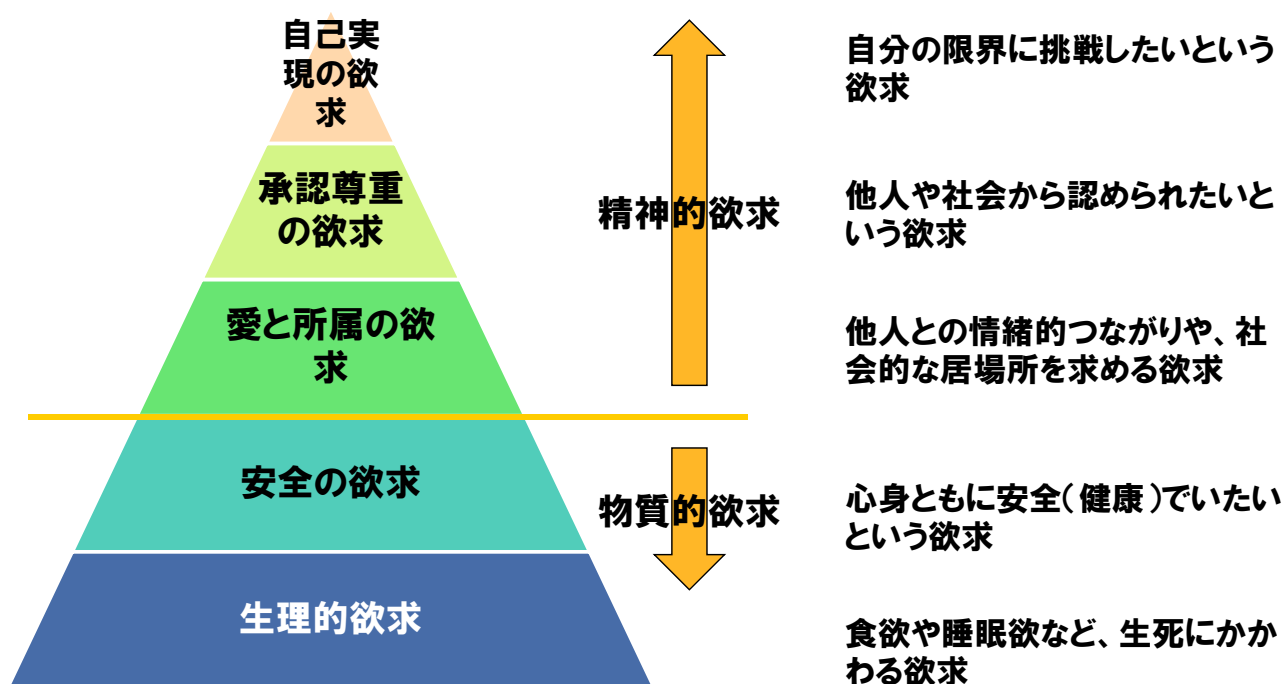 自己実
現の欲
求
自分の限界に挑戦したいという
欲求
承認尊重
の欲求
精神的欲求
他人や社会から認められたいと
いう欲求
愛と所属の欲
求
他人との情緒的つながりや、社
会的な居場所を求める欲求
安全の欲求
物質的欲求
心身ともに安全(健康)でいたい
という欲求
生理的欲求
食欲や睡眠欲など、生死にかか
わる欲求